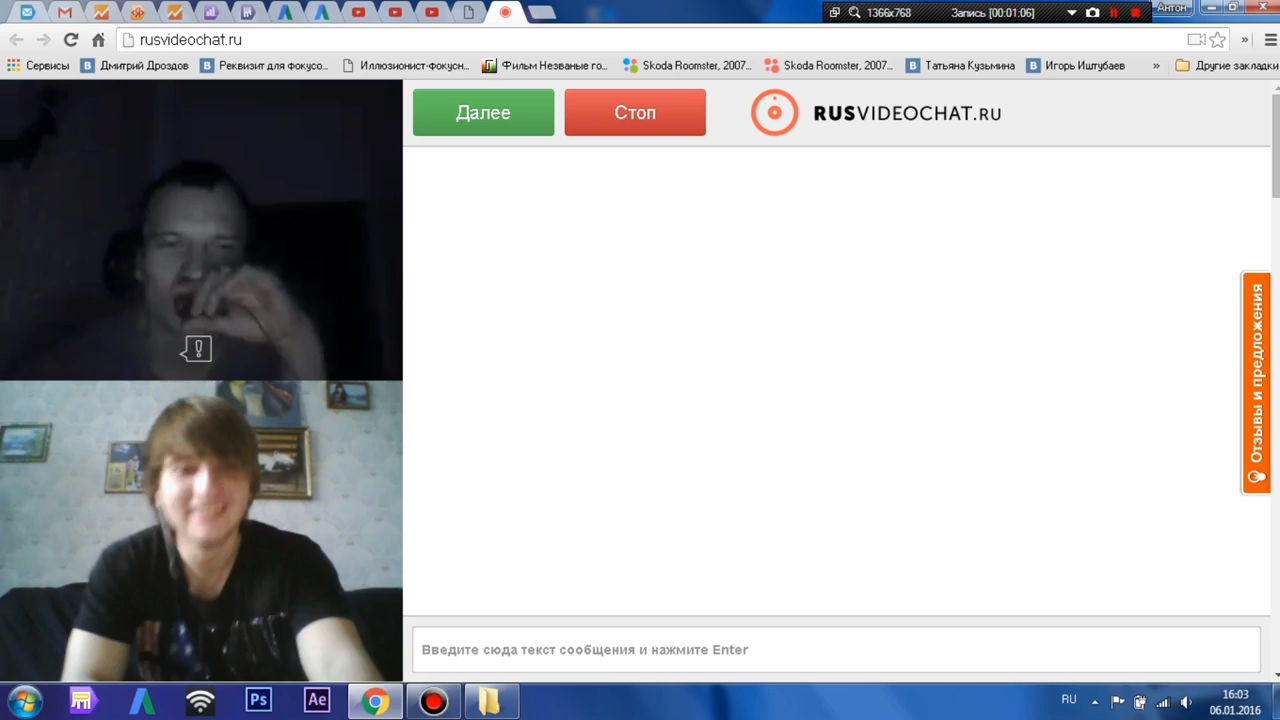 1366x768
Запись [00:01:06]
Антон
rusvideochat.ru
Сервисы
Дмитрий Дроздов
Реквизит для фокусо...
Иллюзионист-фокусн...
Фильм Незваные го...
Skoda Roomster, 2007...
Skoda Roomster, 2007...
Татьяна Кузьмина
Игорь Иштубаев
»
Другие закладки
Далее
Стоп
RUSVIDEOCHAT.RU
Отзывы и предложения
Введите сюда текст сообщения и нажмите Enter
Ps
Ae
RU
16:03
06.01.2016